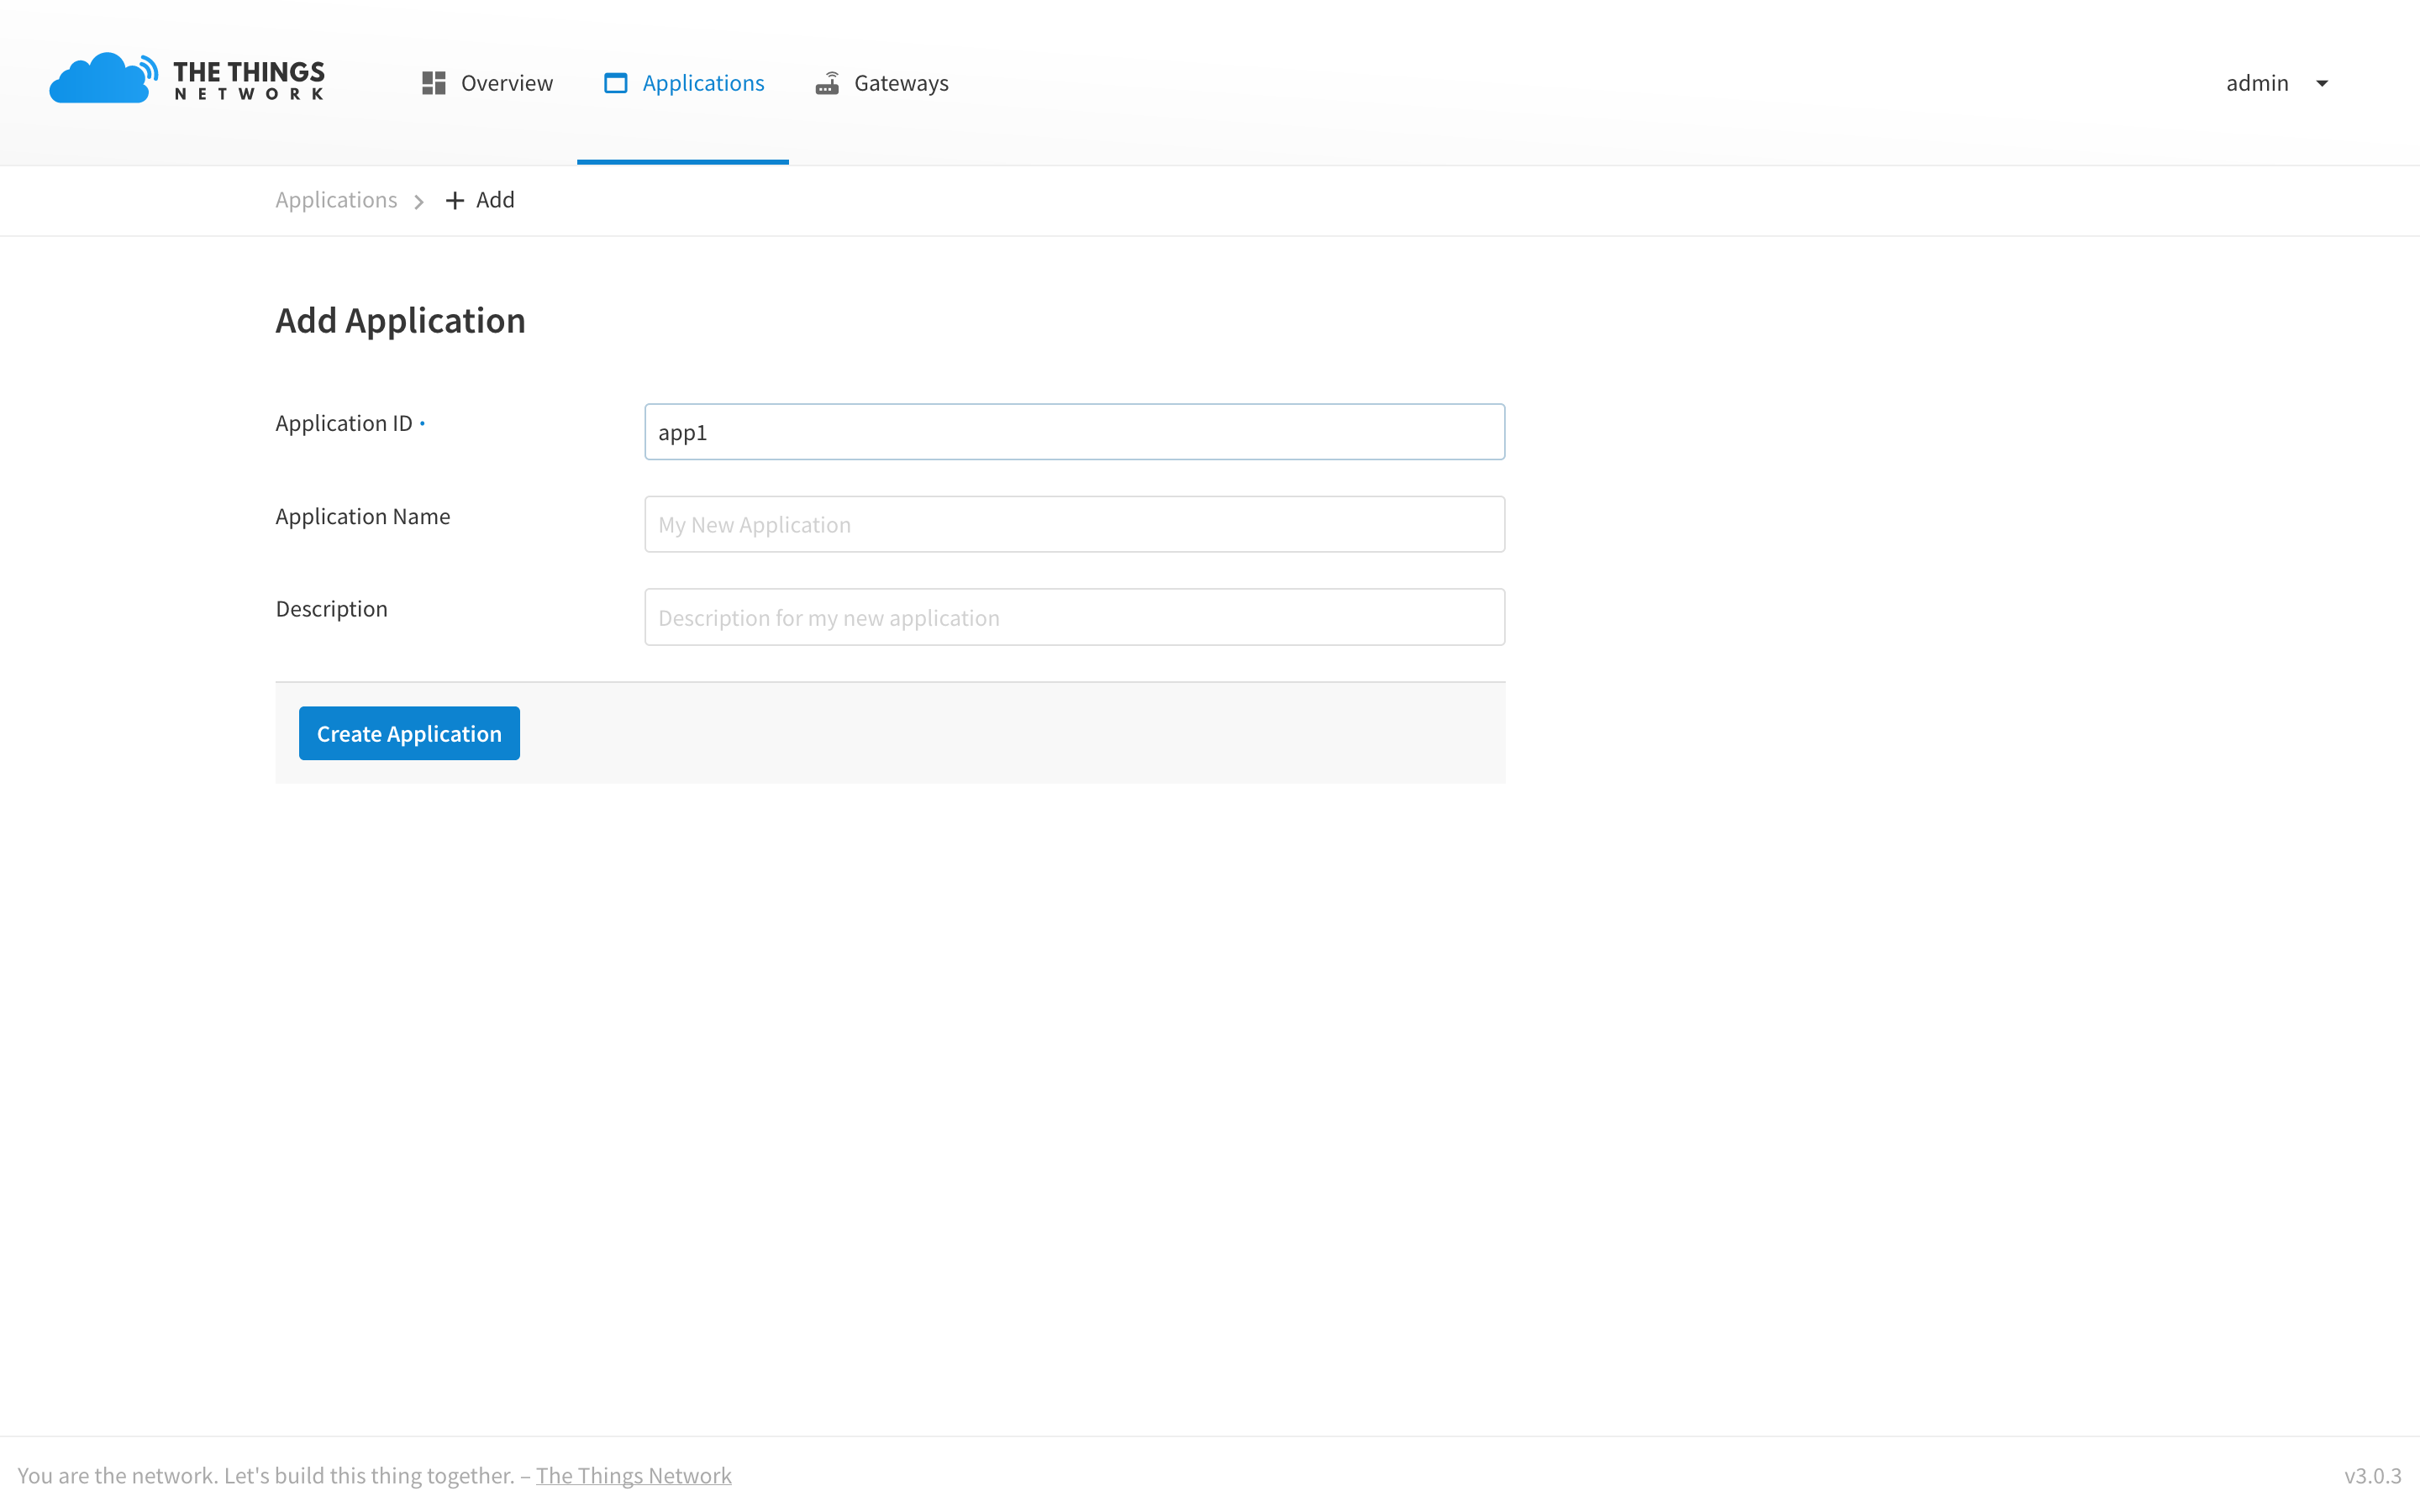 THE THINGS
NETWORK
Overview
Applications
Gateways
admin
Applications
Add
Add Application
Application ID •
app1
Application Name
My New Application
Description
Description for my new application
Create Application
You are the network. Let's build this thing together. – The Things Network
v3.0.3